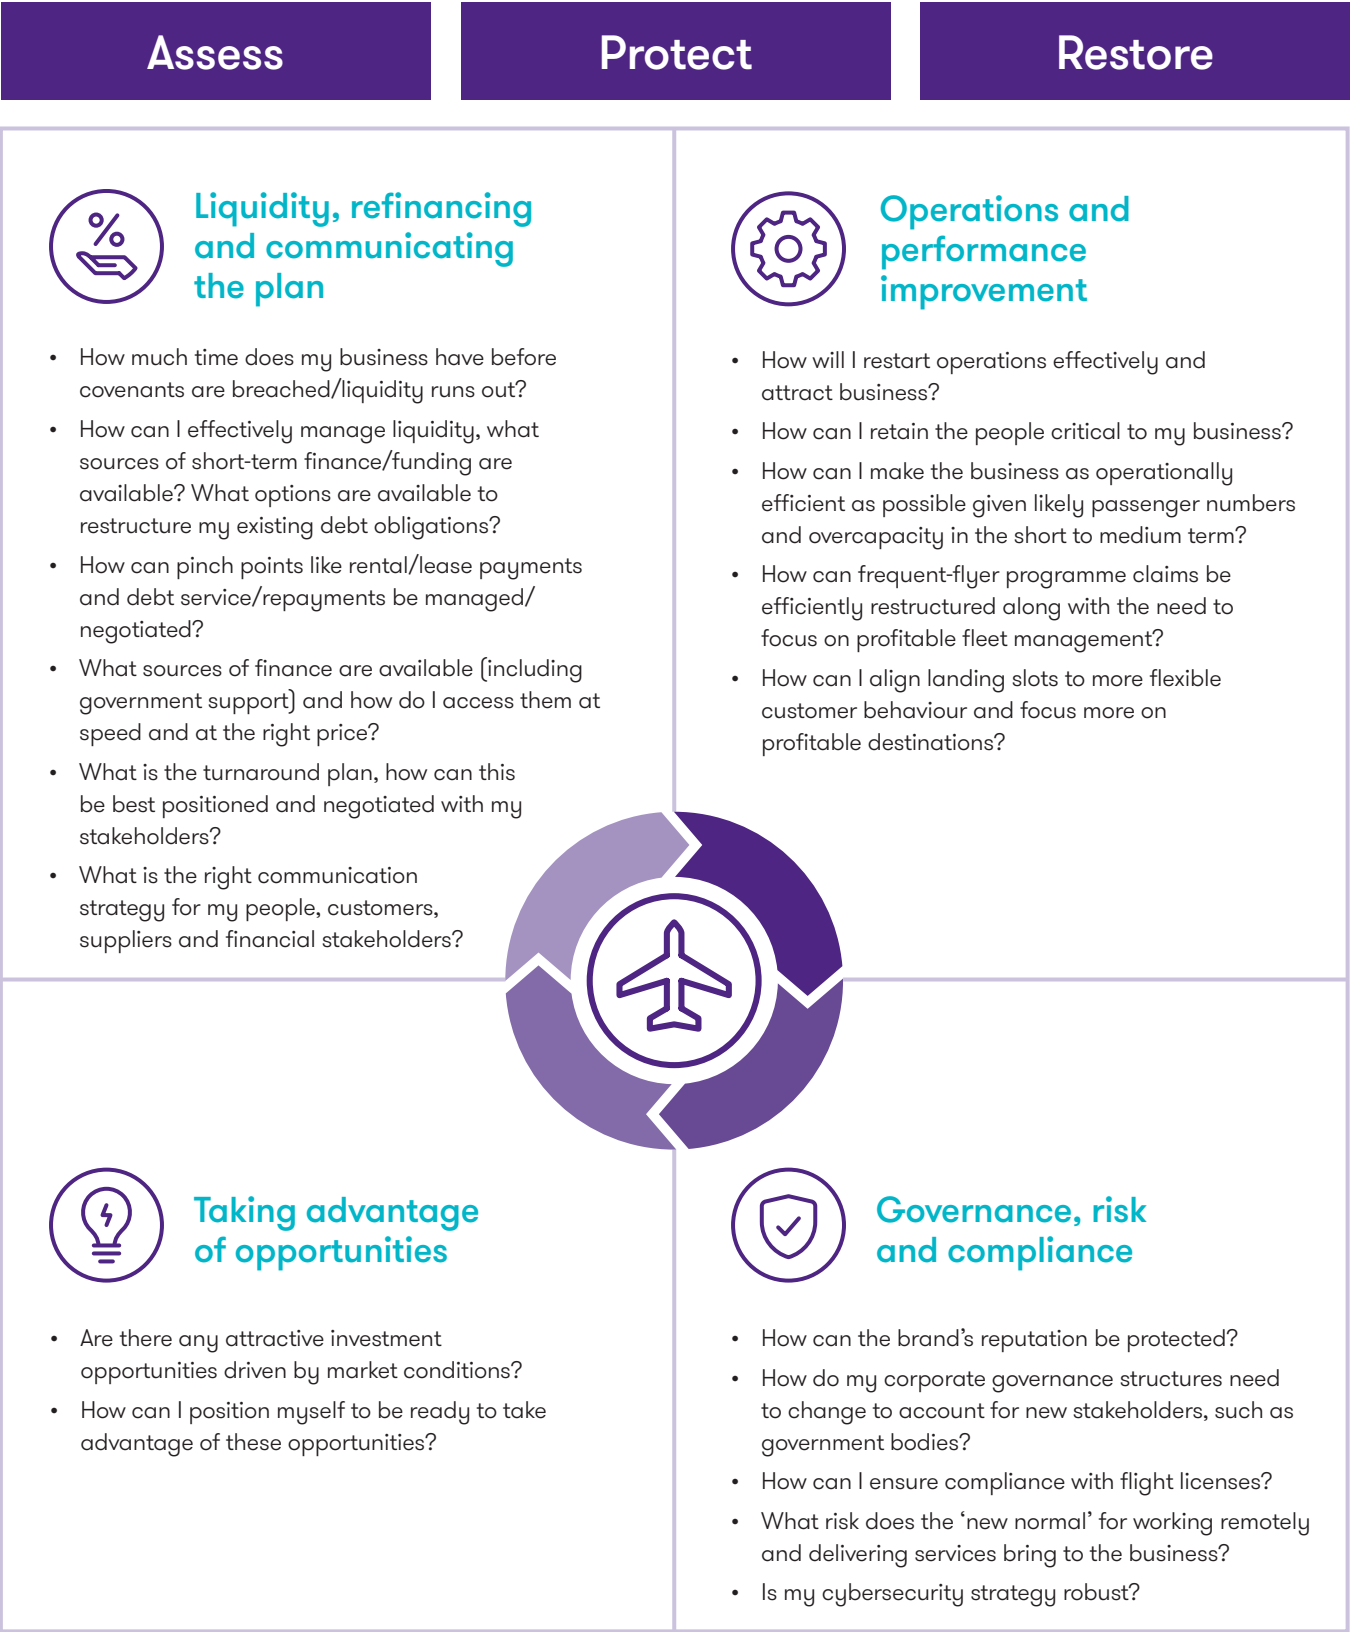 Assess
Protect
Restore
Liquidity, refinancing
and communicating
the plan
• How much time does my business have before
covenants are breached/liquidity runs out?
• How can I effectively manage liquidity, what
sources of short-term finance/funding are
available? What options are available to
restructure my existing debt obligations?
• How can pinch points like rental/lease payments
and debt service/repayments be managed/
negotiated?
• What sources of finance are available (including
government support) and how do I access them at
speed and at the right price?
• What is the turnaround plan, how can this
be best positioned and negotiated with my
stakeholders?
• What is the right communication
strategy for my people, customers,
suppliers and financial stakeholders?
Operations and
performance
improvement
• How will I restart operations effectively and
attract business?
• How can I retain the people critical to my business?
• How can I make the business as operationally
efficient as possible given likely passenger numbers
and overcapacity in the short to medium term?
• How can frequent-flyer programme claims be
efficiently restructured along with the need to
focus on profitable fleet management?
• How can I align landing slots to more flexible
customer behaviour and focus more on
profitable destinations?
Taking advantage
of opportunities
• Are there any attractive investment
opportunities driven by market conditions?
• How can I position myself to be ready to take
advantage of these opportunities?
Governance, risk
and compliance
• How can the brand’s reputation be protected?
• How do my corporate governance structures need
to change to account for new stakeholders, such as
government bodies?
• How can I ensure compliance with flight licenses?
• What risk does the ‘new normal’ for working remotely
and delivering services bring to the business?
• Is my cybersecurity strategy robust?